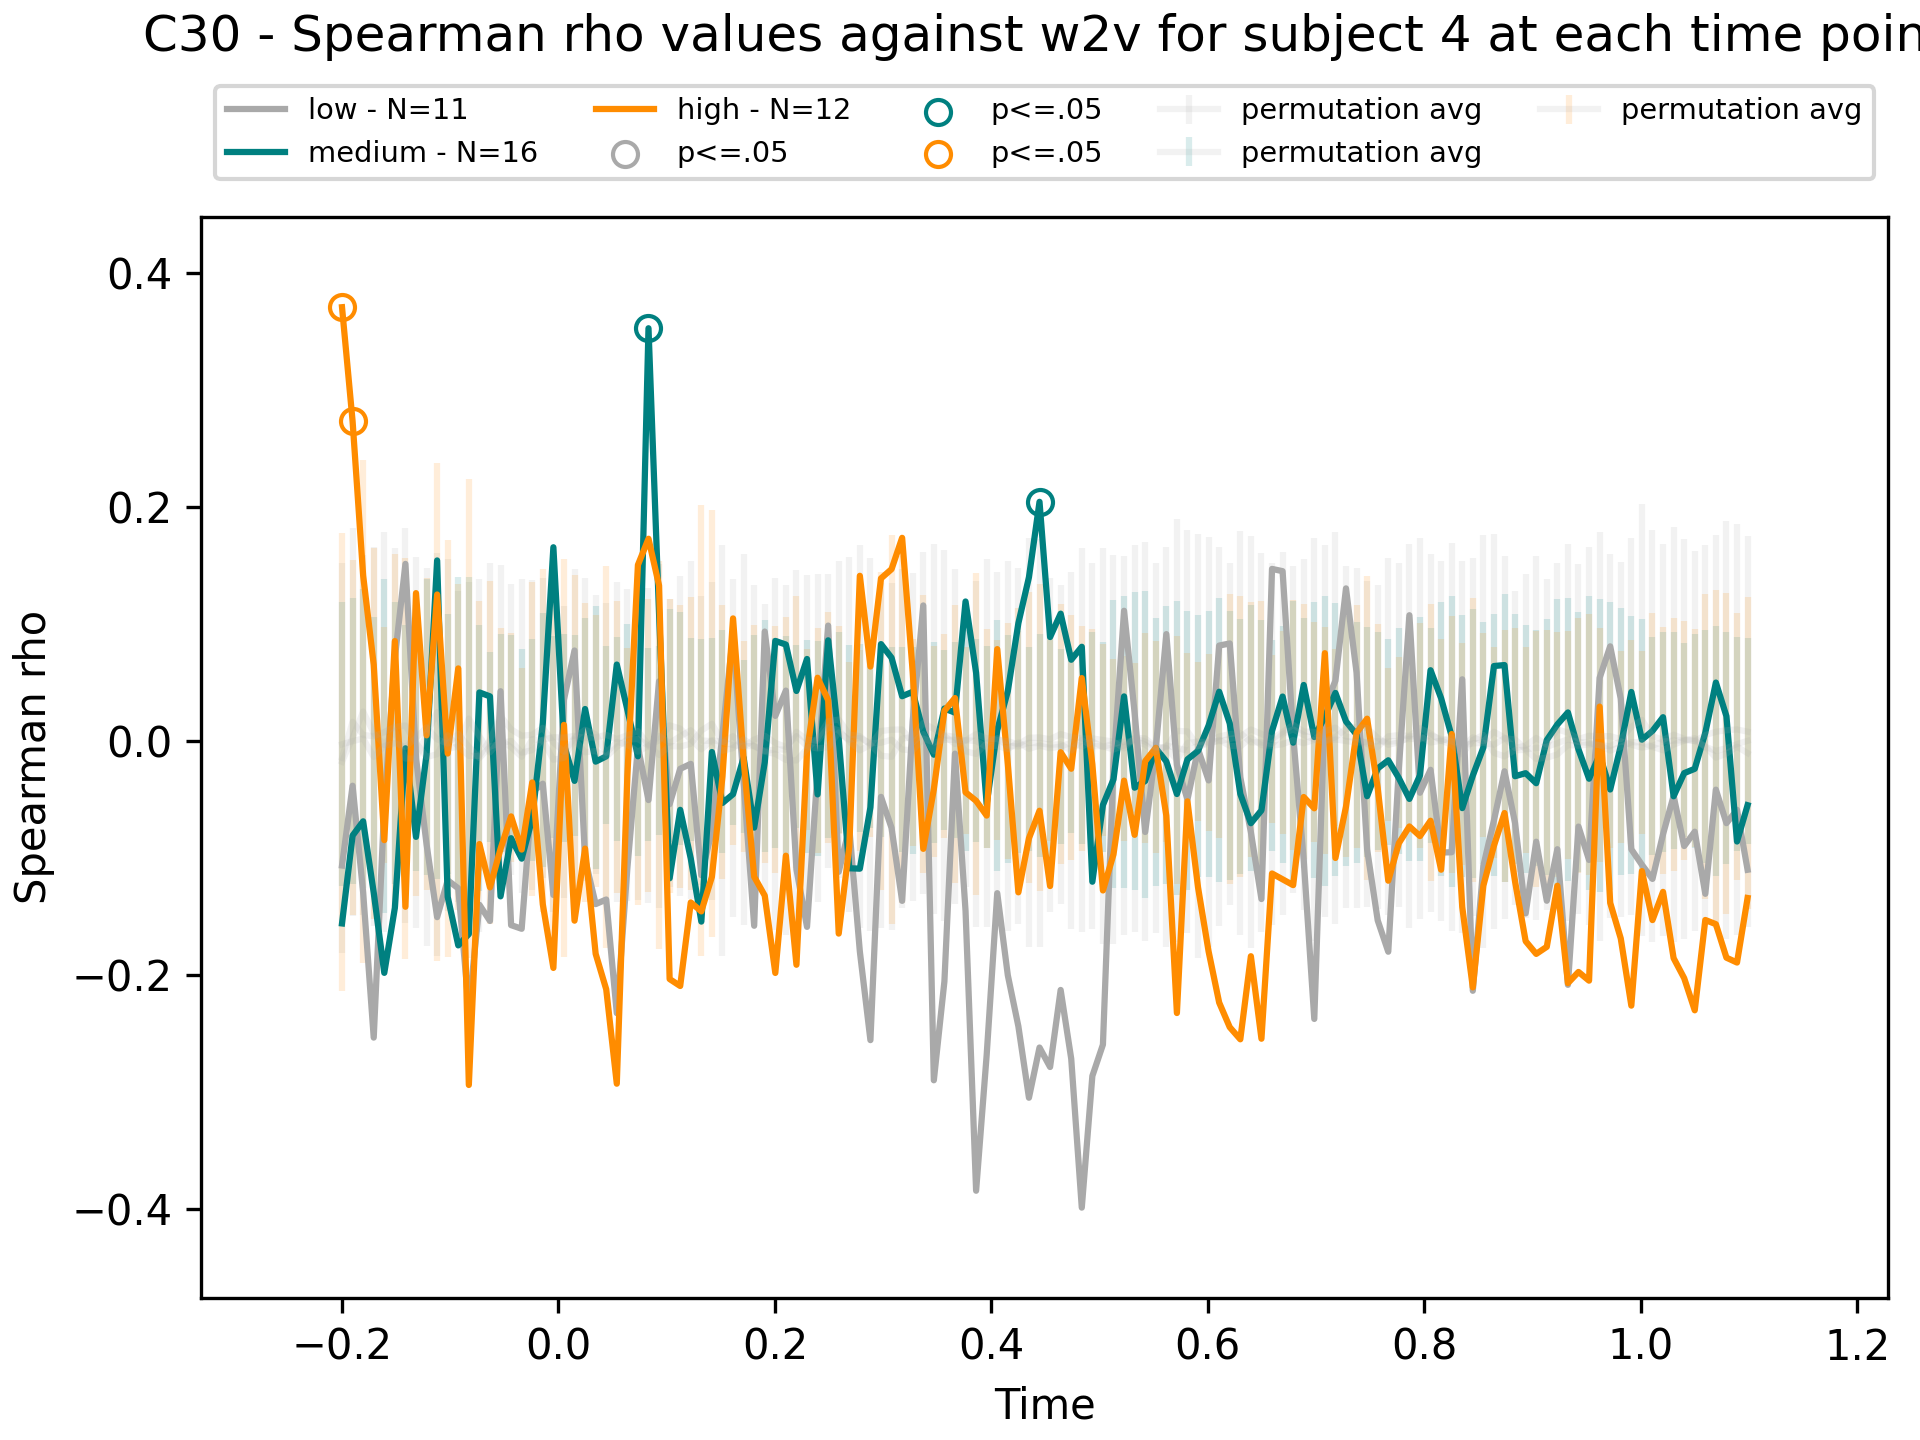 C30 - Spearman rho values against w2v for subject 4 at each time poin
low - N=11
medium - N=16
high - N=12
p<=.05
p<=.05
p<=.05
permutation avg
permutation avg
permutation avg
Spearman rho
0.4
0.2
0.0
−0.2
−0.4
−0.2 0.0 0.2 0.4 0.6 0.8 1.0 1.2
Time